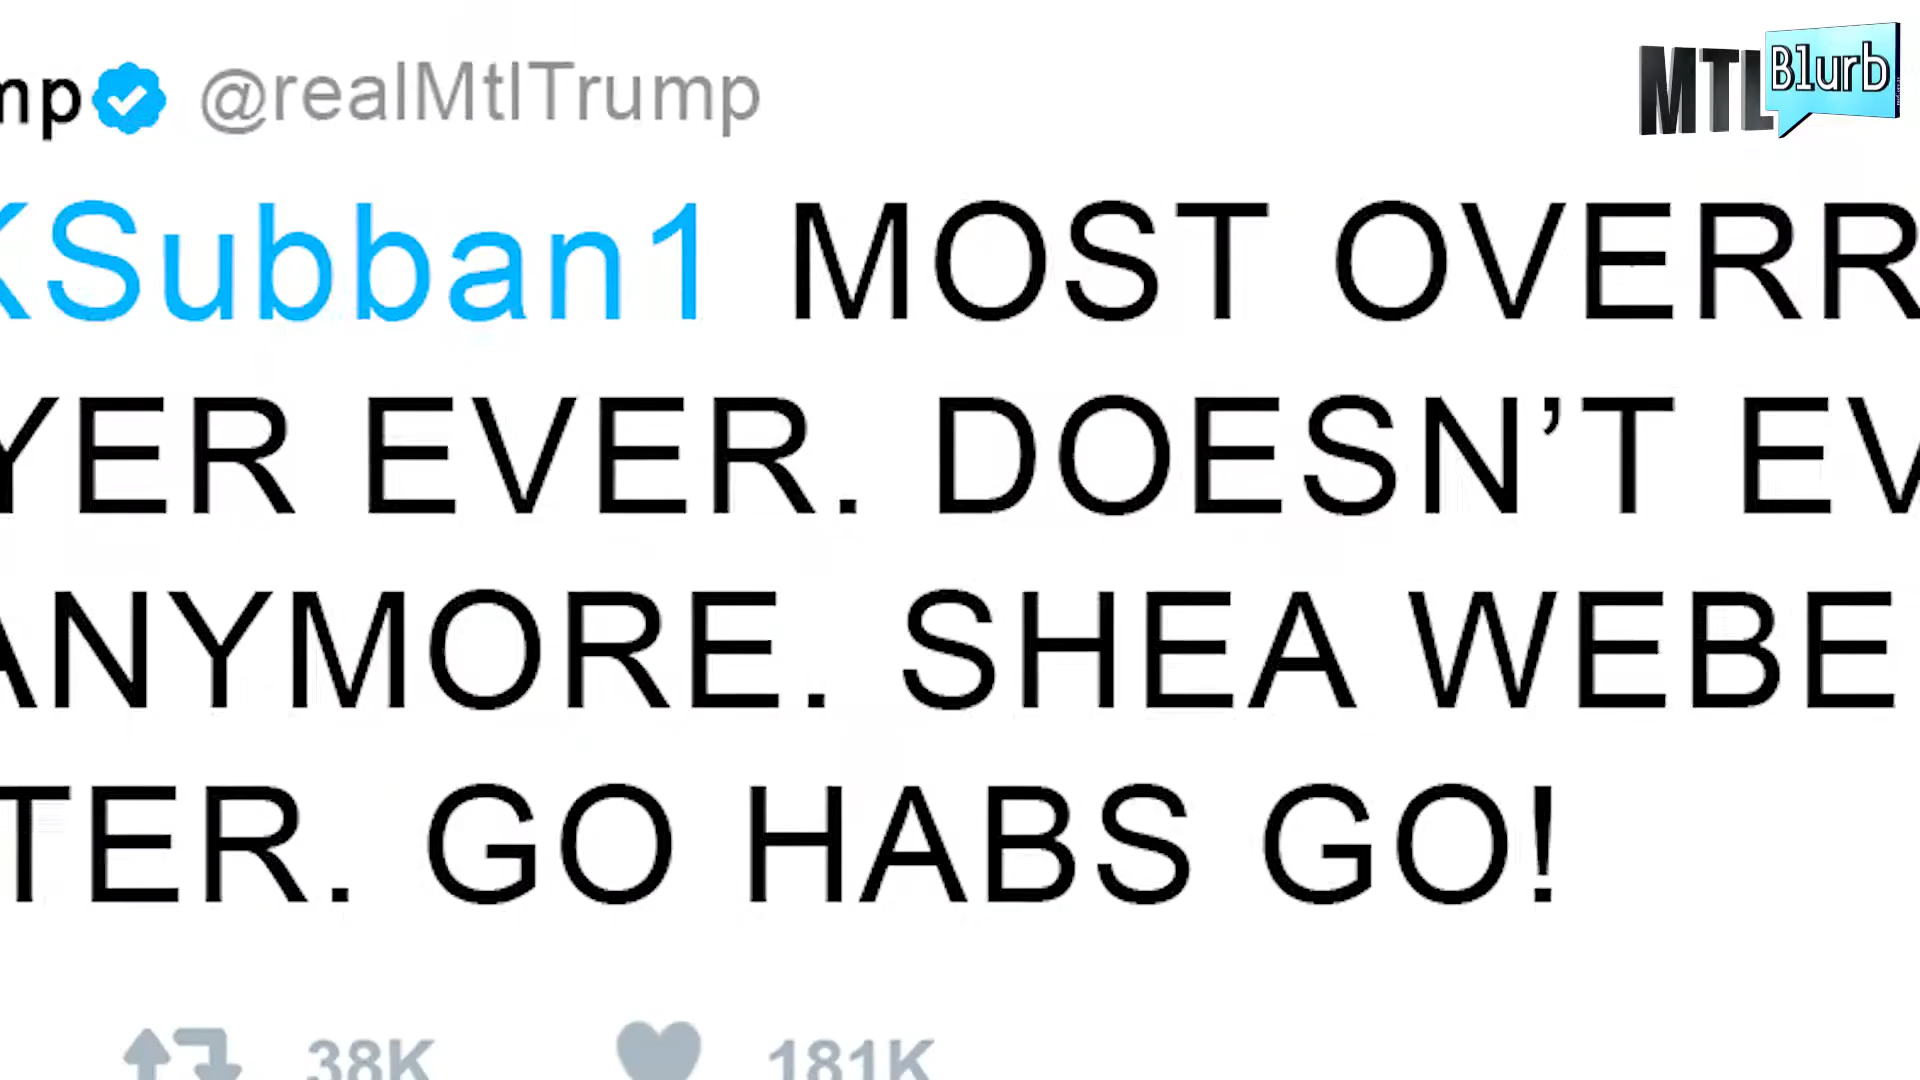 mp @realMtlTrump
MTL Blurb
KSubban1 MOST OVERR
YER EVER. DOESN’T EV
ANYMORE. SHEA WEBE
TER. GO HABS GO!
38K 181K